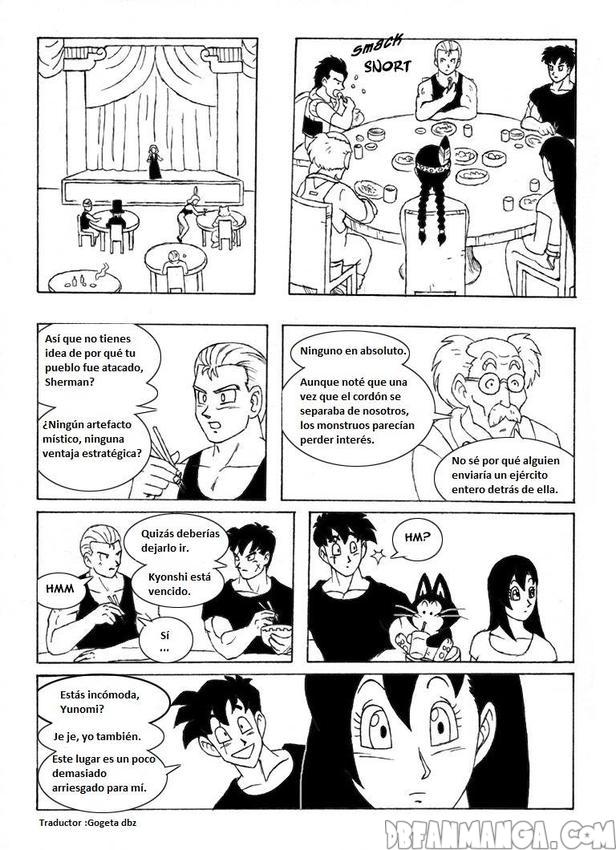 SMACK
SNORT
Así que no tienes
idea de por qué tu
pueblo fue atacado,
Sherman?
¿Ningún artefacto
místico, ninguna
ventaja estratégica?
Ninguno en absoluto.
Aunque noté que una
vez que el cordón se
separaba de nosotros,
los monstruos parecían
perder interés.
No sé por qué alguien
enviaría un ejército
entero detrás de ella.
HMM
Quizás deberías
dejarlo ir.
Kyonshi está
vencido.
Sí
...
HM?
Estás incómoda,
Yunomi?
Je je, yo también.
Este lugar es un poco
demasiado
arriesgado para mí.
Traductor :Gogeta dbz
DBFANMANGA.COM